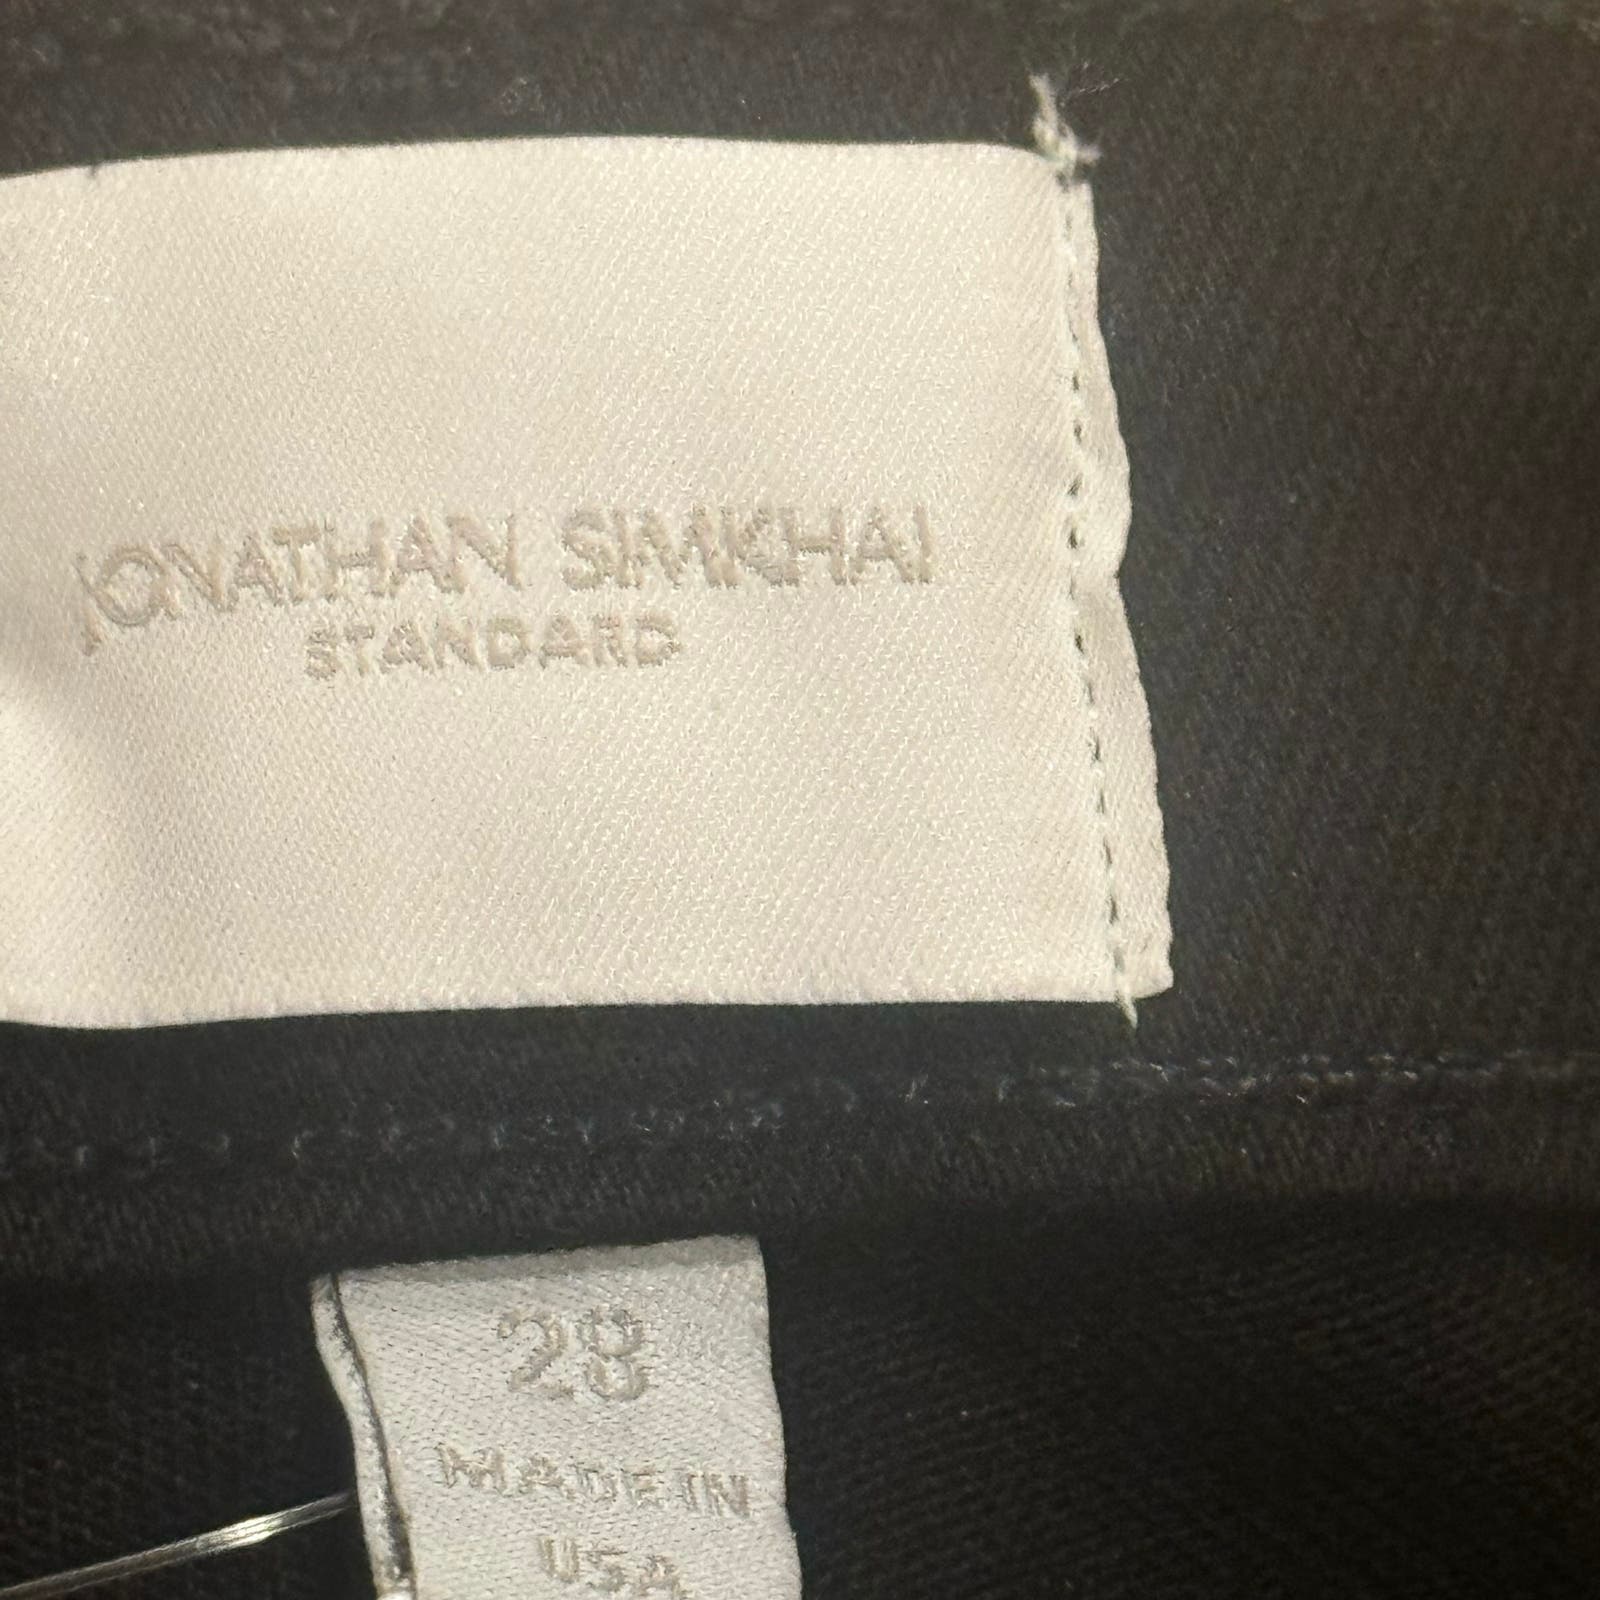 JONATHAN SIMKHAI
STANDARD
28
MADE IN
USA